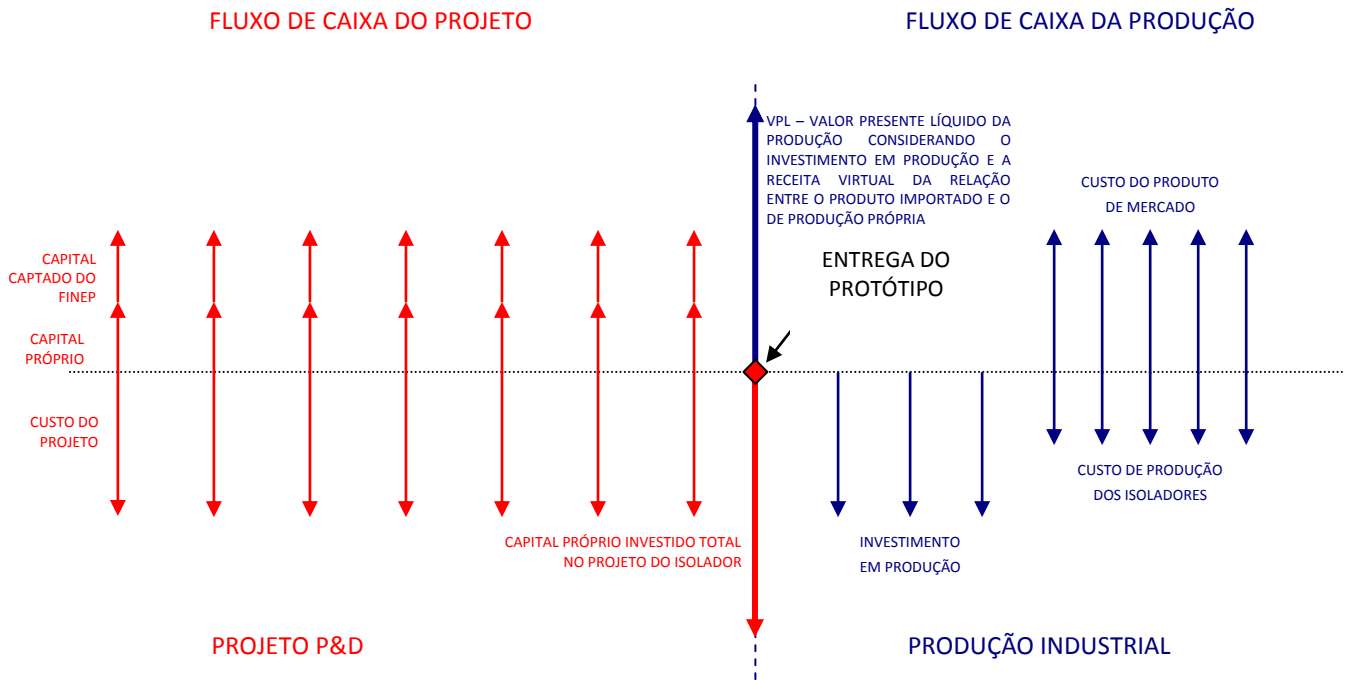 FLUXO DE CAIXA DO PROJETO
FLUXO DE CAIXA DA PRODUÇÃO
VPL – VALOR PRESENTE LÍQUIDO DA
PRODUÇÃO CONSIDERANDO O
INVESTIMENTO EM PRODUÇÃO E A
RECEITA VIRTUAL DA RELAÇÃO
ENTRE O PRODUTO IMPORTADO E O
DE PRODUÇÃO PRÓPRIA
CUSTO DO PRODUTO
DE MERCADO
CAPITAL
CAPTADO DO
FINEP
ENTREGA DO
PROTÓTIPO
CAPITAL
PRÓPRIO
CUSTO DO
PROJETO
CUSTO DE PRODUÇÃO
DOS ISOLADORES
CAPITAL PRÓPRIO INVESTIDO TOTAL
NO PROJETO DO ISOLADOR
INVESTIMENTO
EM PRODUÇÃO
PROJETO P&D
PRODUÇÃO INDUSTRIAL